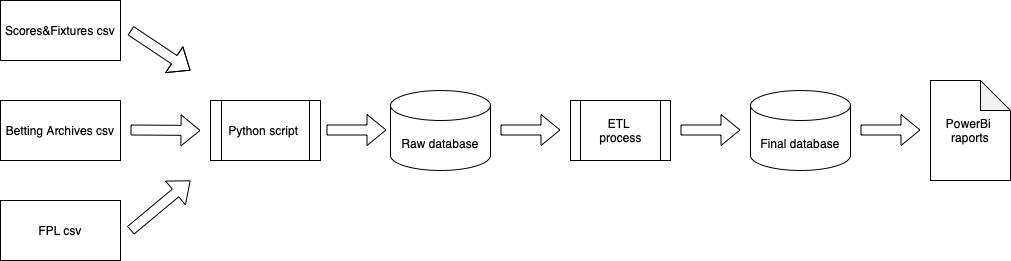 Scores&Fixtures csv
Betting Archives csv
FPL csv
Python script
Raw database
ETL
process
Final database
PowerBi
raports